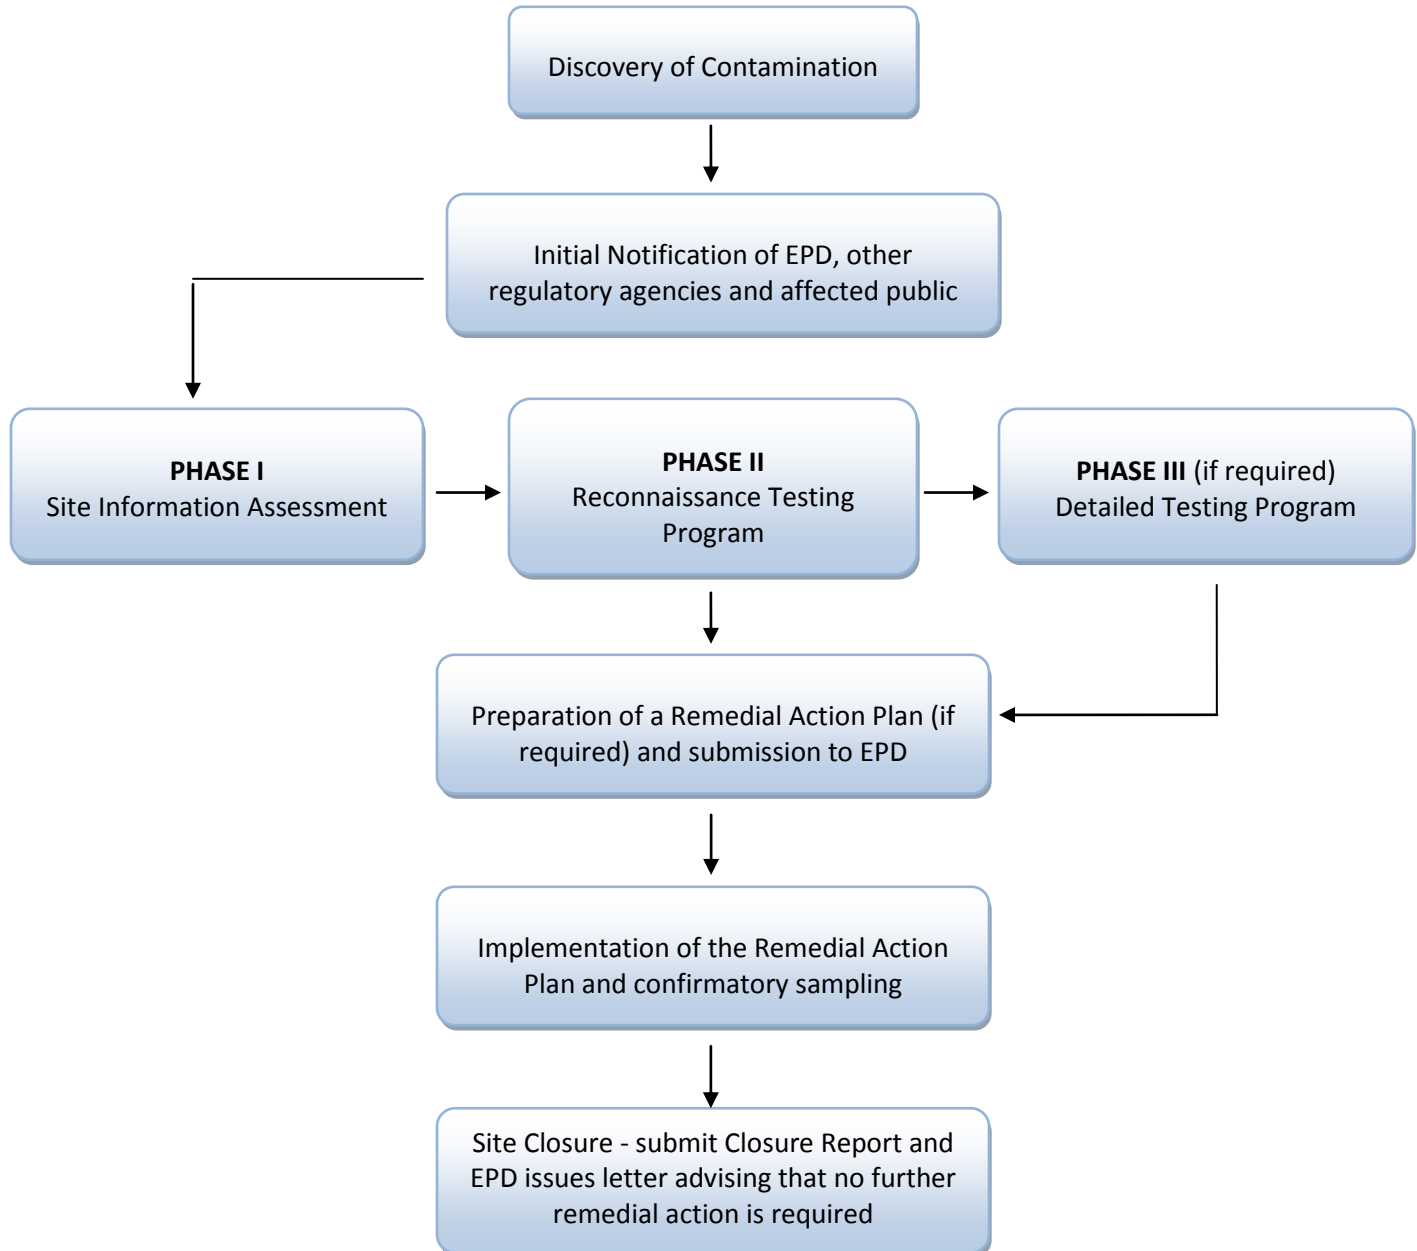 Discovery of Contamination
Initial Notification of EPD, other
regulatory agencies and affected public
PHASE I
Site Information Assessment
PHASE II
Reconnaissance Testing
Program
PHASE III (if required)
Detailed Testing Program
Preparation of a Remedial Action Plan (if
required) and submission to EPD
Implementation of the Remedial Action
Plan and confirmatory sampling
Site Closure - submit Closure Report and
EPD issues letter advising that no further
remedial action is required